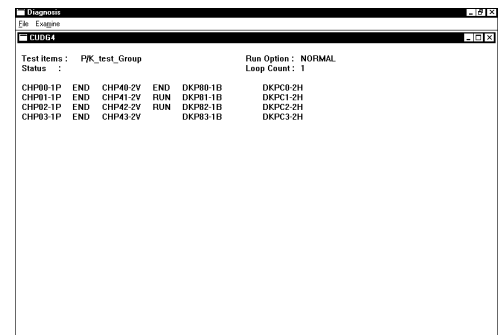 Diagnosis
File Examine
CUDG4
Test items : P/K_test_Group Run Option : NORMAL
Status : Loop Count : 1
CHP00-1P END CHP40-2V END DKP80-1B DKPC0-2H
CHP01-1P END CHP41-2V RUN DKP81-1B DKPC1-2H
CHP02-1P END CHP42-2V RUN DKP82-1B DKPC2-2H
CHP03-1P END CHP43-2V DKP83-1B DKPC3-2H